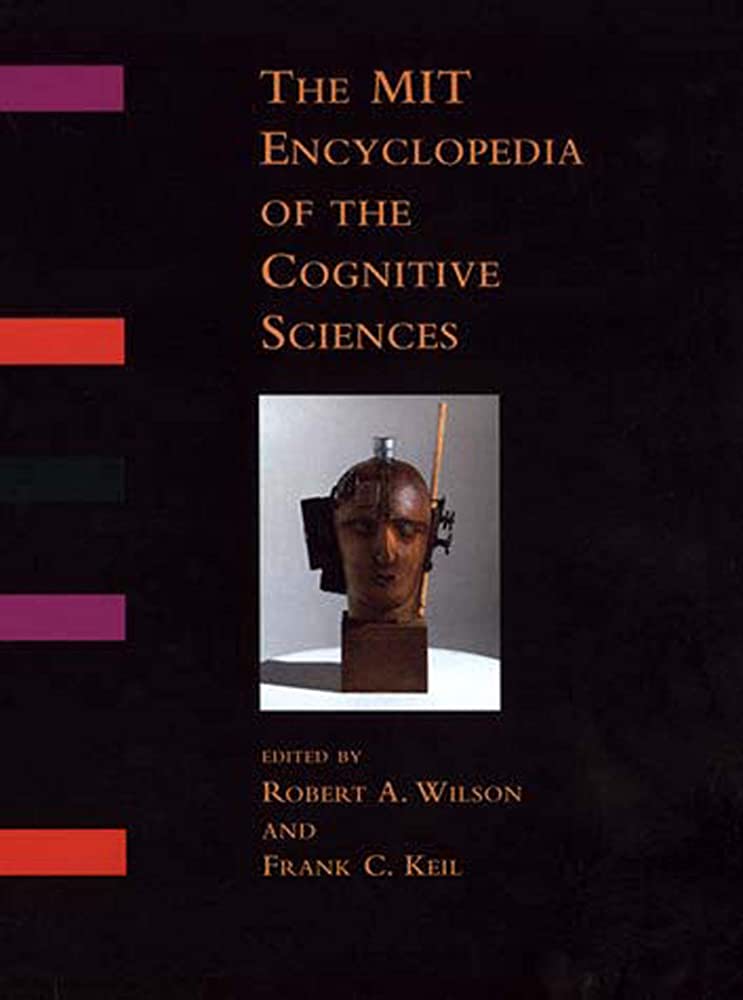 THE MIT
ENCYCLOPEDIA
OF THE
COGNITIVE
SCIENCES
EDITED BY
ROBERT A. WILSON
AND
FRANK C. KEIL